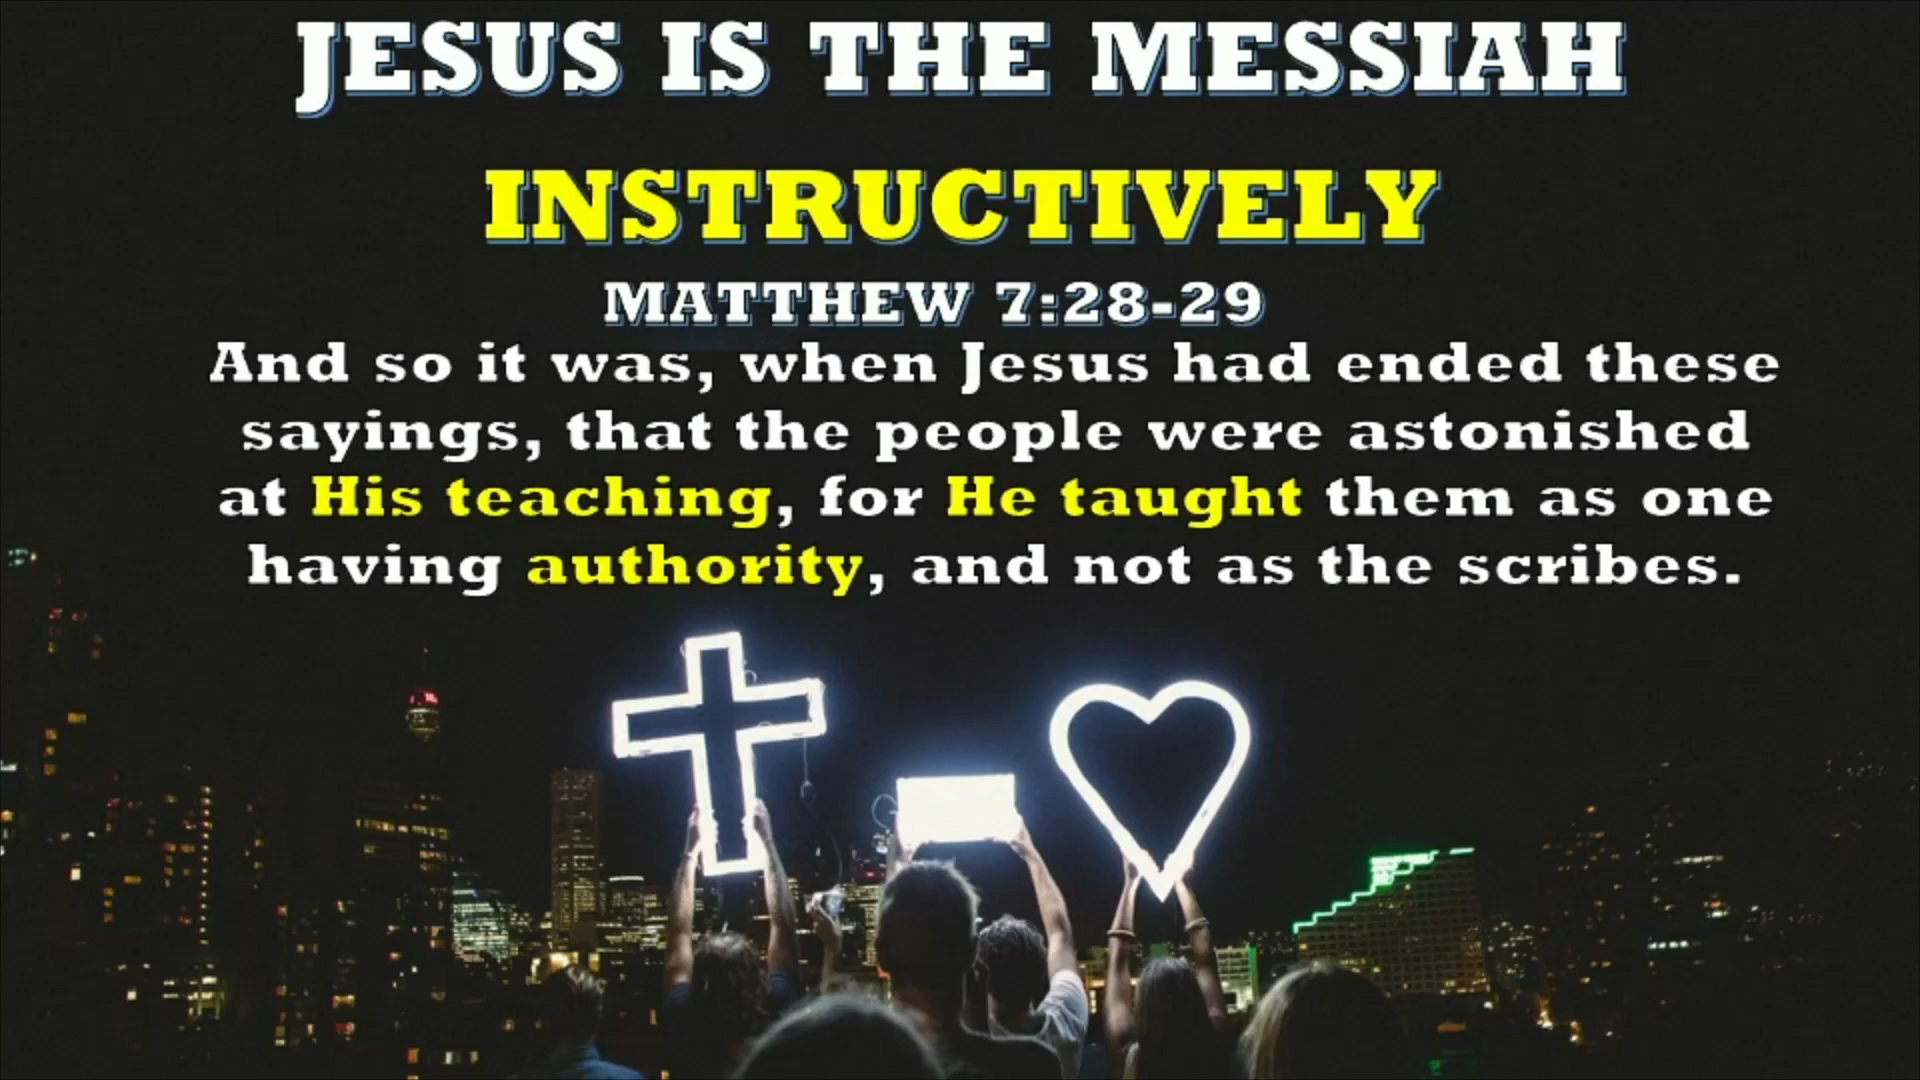 JESUS IS THE MESSIAH
INSTRUCTIVELY
MATTHEW 7:28-29
And so it was, when Jesus had ended these
sayings, that the people were astonished
at His teaching, for He taught them as one
having authority, and not as the scribes.